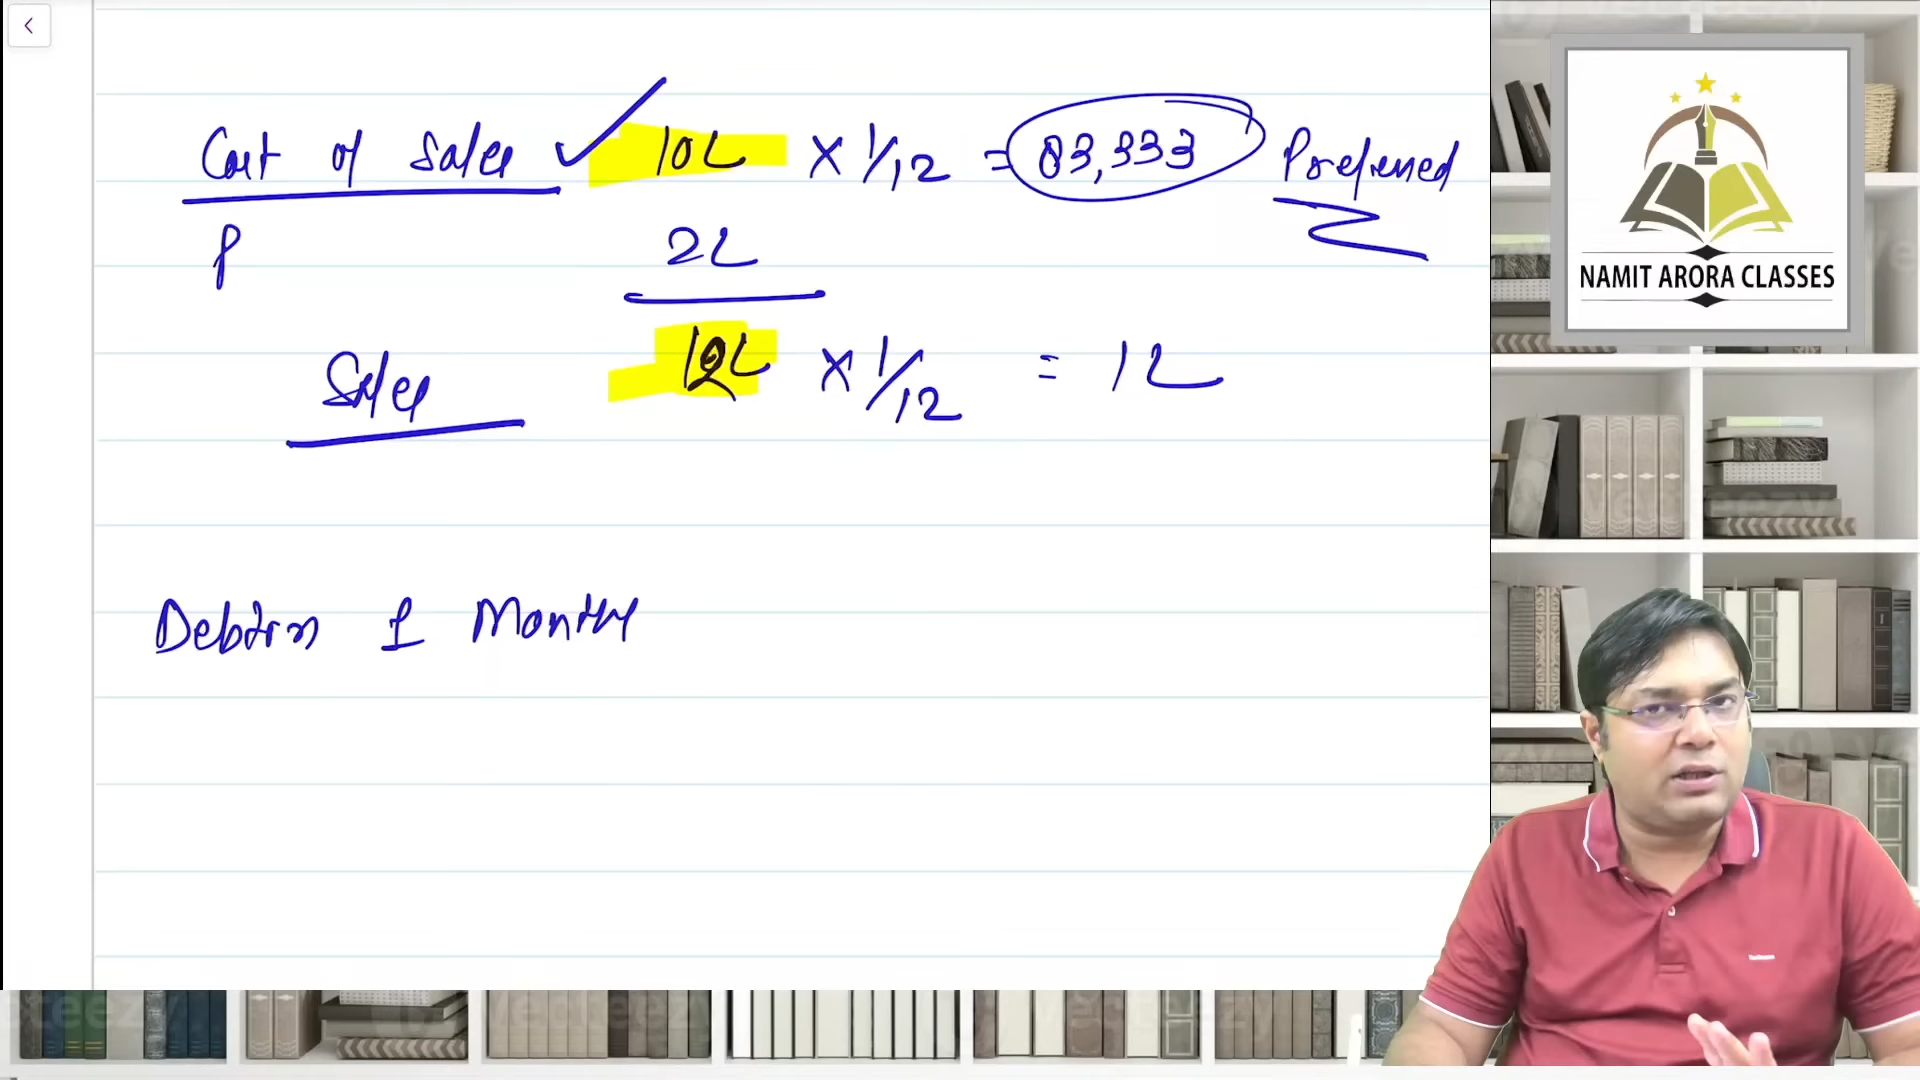 Cost of Sales ✓ 10L × 1/12 = 83,333 Preferred
P 2L
Sales 12L × 1/12 = 1L
Debtors 1 Month
NAMIT ARORA CLASSES